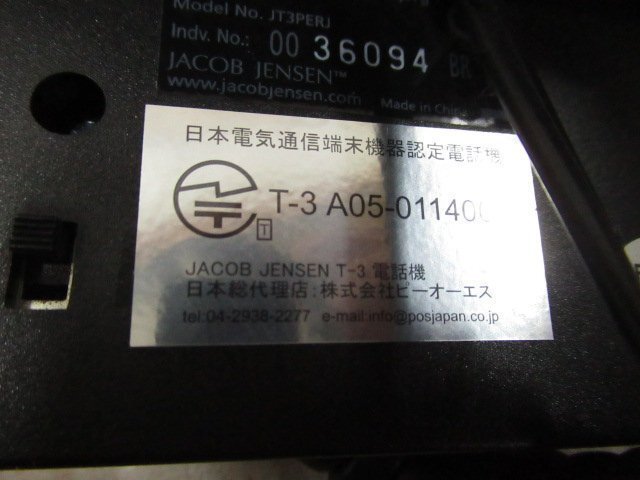 Model No. JT3PERJ
Indv. No.: 00 36094 BR
JACOB JENSEN™
www.jacobjensen.com Made in China
日本電気通信端末機器認定電話機
T-3 A05-01140
T
JACOB JENSEN T-3 電話機
日本総代理店:株式会社ピーオーエス
tel:04-2938-2277 e-mail:info@posjapan.co.jp